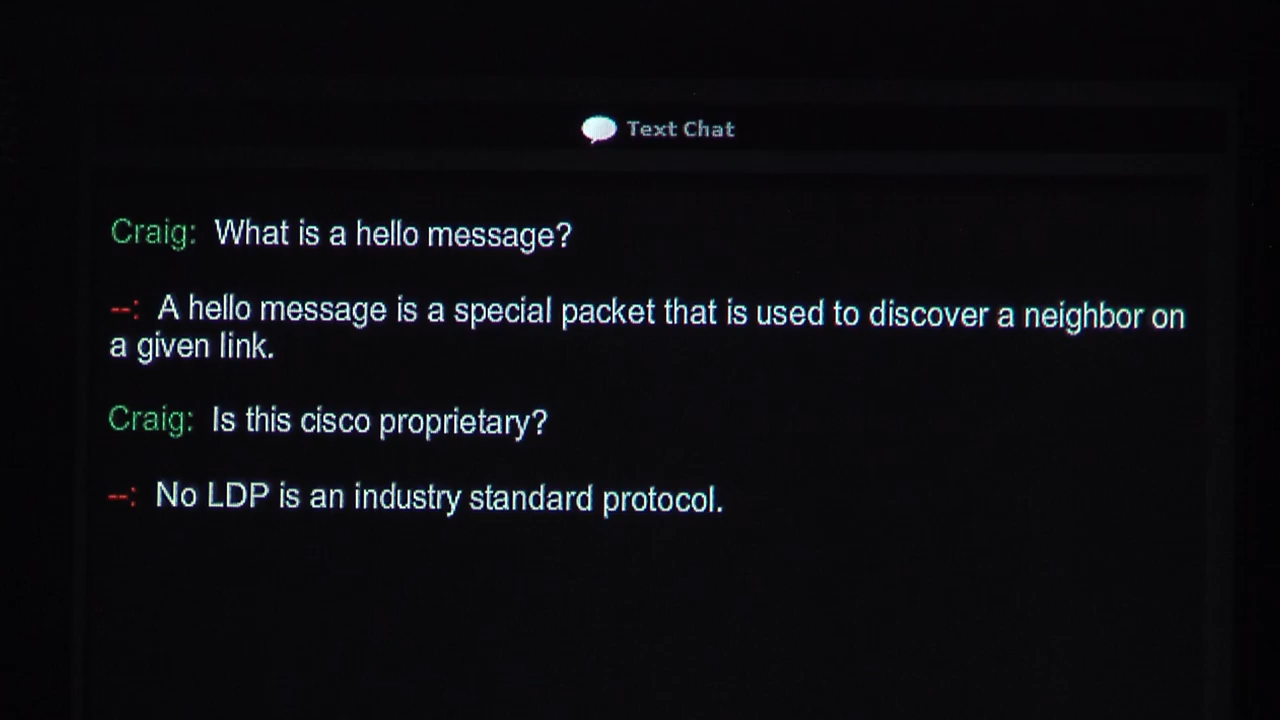 Text Chat
Craig: What is a hello message?
--: A hello message is a special packet that is used to discover a neighbor on
a given link.
Craig: Is this cisco proprietary?
--: No LDP is an industry standard protocol.